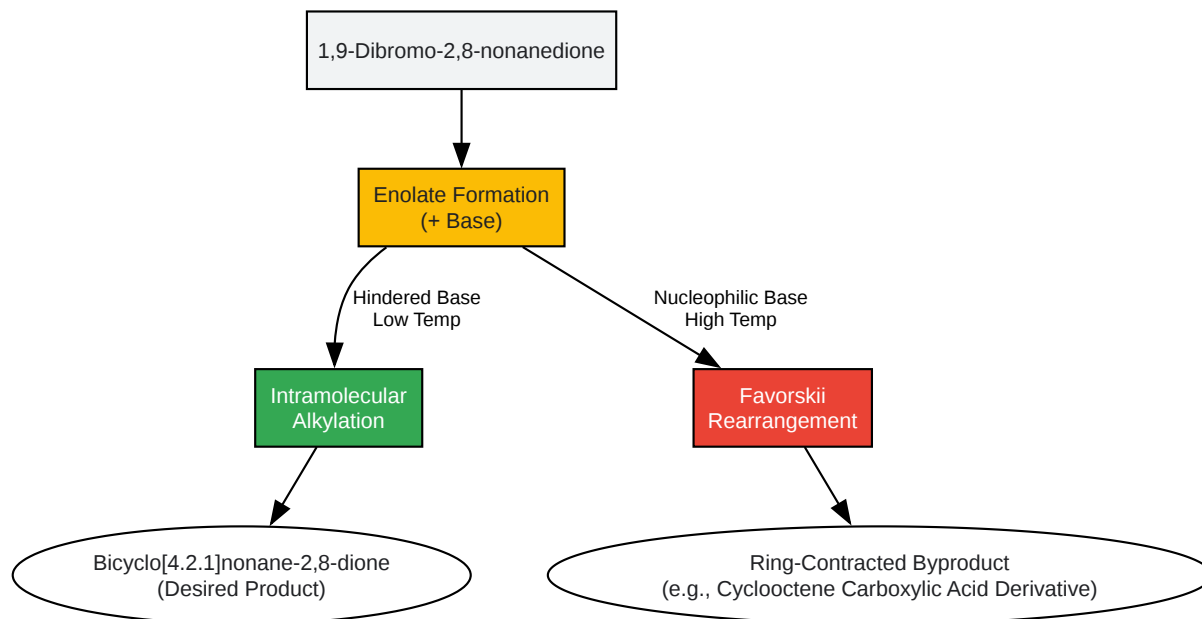 1,9-Dibromo-2,8-nonanedione
Enolate Formation
(+ Base)
Hindered Base
Low Temp
Nucleophilic Base
High Temp
Intramolecular
Alkylation
Favorskii
Rearrangement
Bicyclo[4.2.1]nonane-2,8-dione
(Desired Product)
Ring-Contracted Byproduct
(e.g., Cyclooctene Carboxylic Acid Derivative)